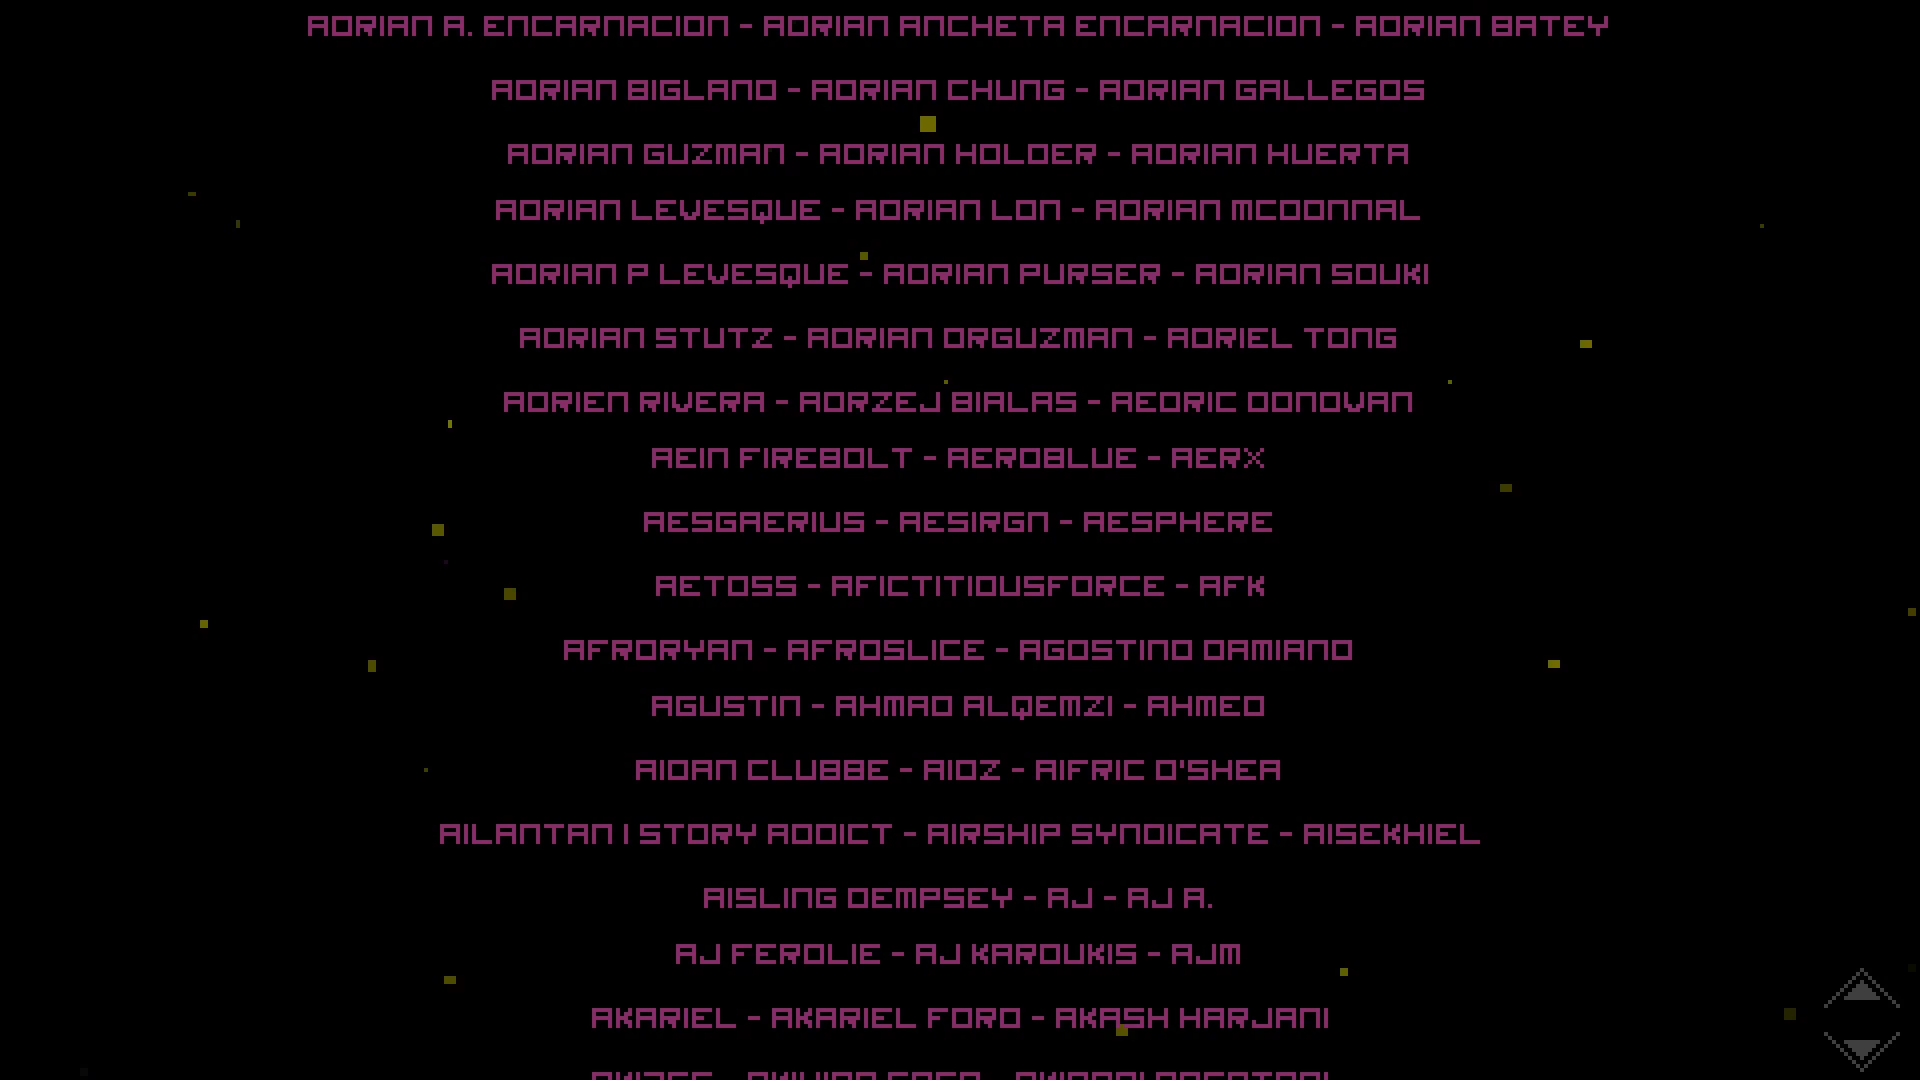 ADRIAN A. ENCARNACION - ADRIAN ANCHETA ENCARNACION - ADRIAN BATEY
ADRIAN BIGLAND - ADRIAN CHUNG - ADRIAN GALLEGOS
ADRIAN GUZMAN - ADRIAN HOLDER - ADRIAN HUERTA
ADRIAN LEVESQUE - ADRIAN LON - ADRIAN MCDONNAL
ADRIAN P LEVESQUE - ADRIAN PURSER - ADRIAN SOUKI
ADRIAN STUTZ - ADRIAN ORGUZMAN - ADRIEL TONG
ADRIEN RIVERA - ADRZEJ BIALAS - AEDRIC DONOVAN
AEIN FIREBOLT - AEROBLUE - AERX
AESGAERIUS - AESIRGN - AESPHERE
AETOSS - AFICTITIOUSFORCE - AFK
AFRORYAN - AFROSLICE - AGOSTINO DAMIANO
AGUSTIN - AHMAD ALQEMZI - AHMED
AIDAN CLUBBE - AIDZ - AIFRIC O'SHEA
AILANTAN | STORY ADDICT - AIRSHIP SYNDICATE - AISEKHIEL
AISLING DEMPSEY - AJ - AJ A.
AJ FEROLIE - AJ KAROUKIS - AJM
AKARIEL - AKARIEL FORD - AKASH HARJANI